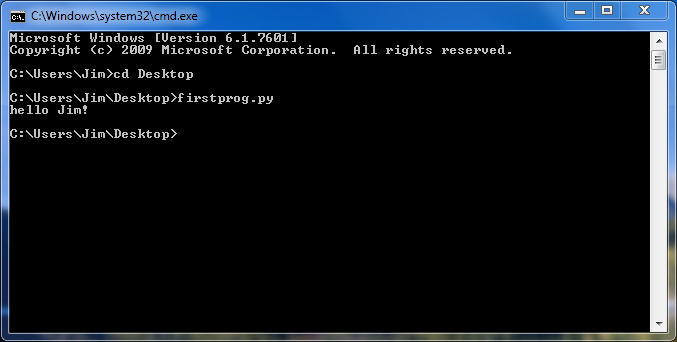 C:\Windows\system32\cmd.exe
Microsoft Windows [Version 6.1.7601]
Copyright (c) 2009 Microsoft Corporation.  All rights reserved.
C:\Users\Jim>cd Desktop
C:\Users\Jim\Desktop>firstprog.py
hello Jim!
C:\Users\Jim\Desktop>